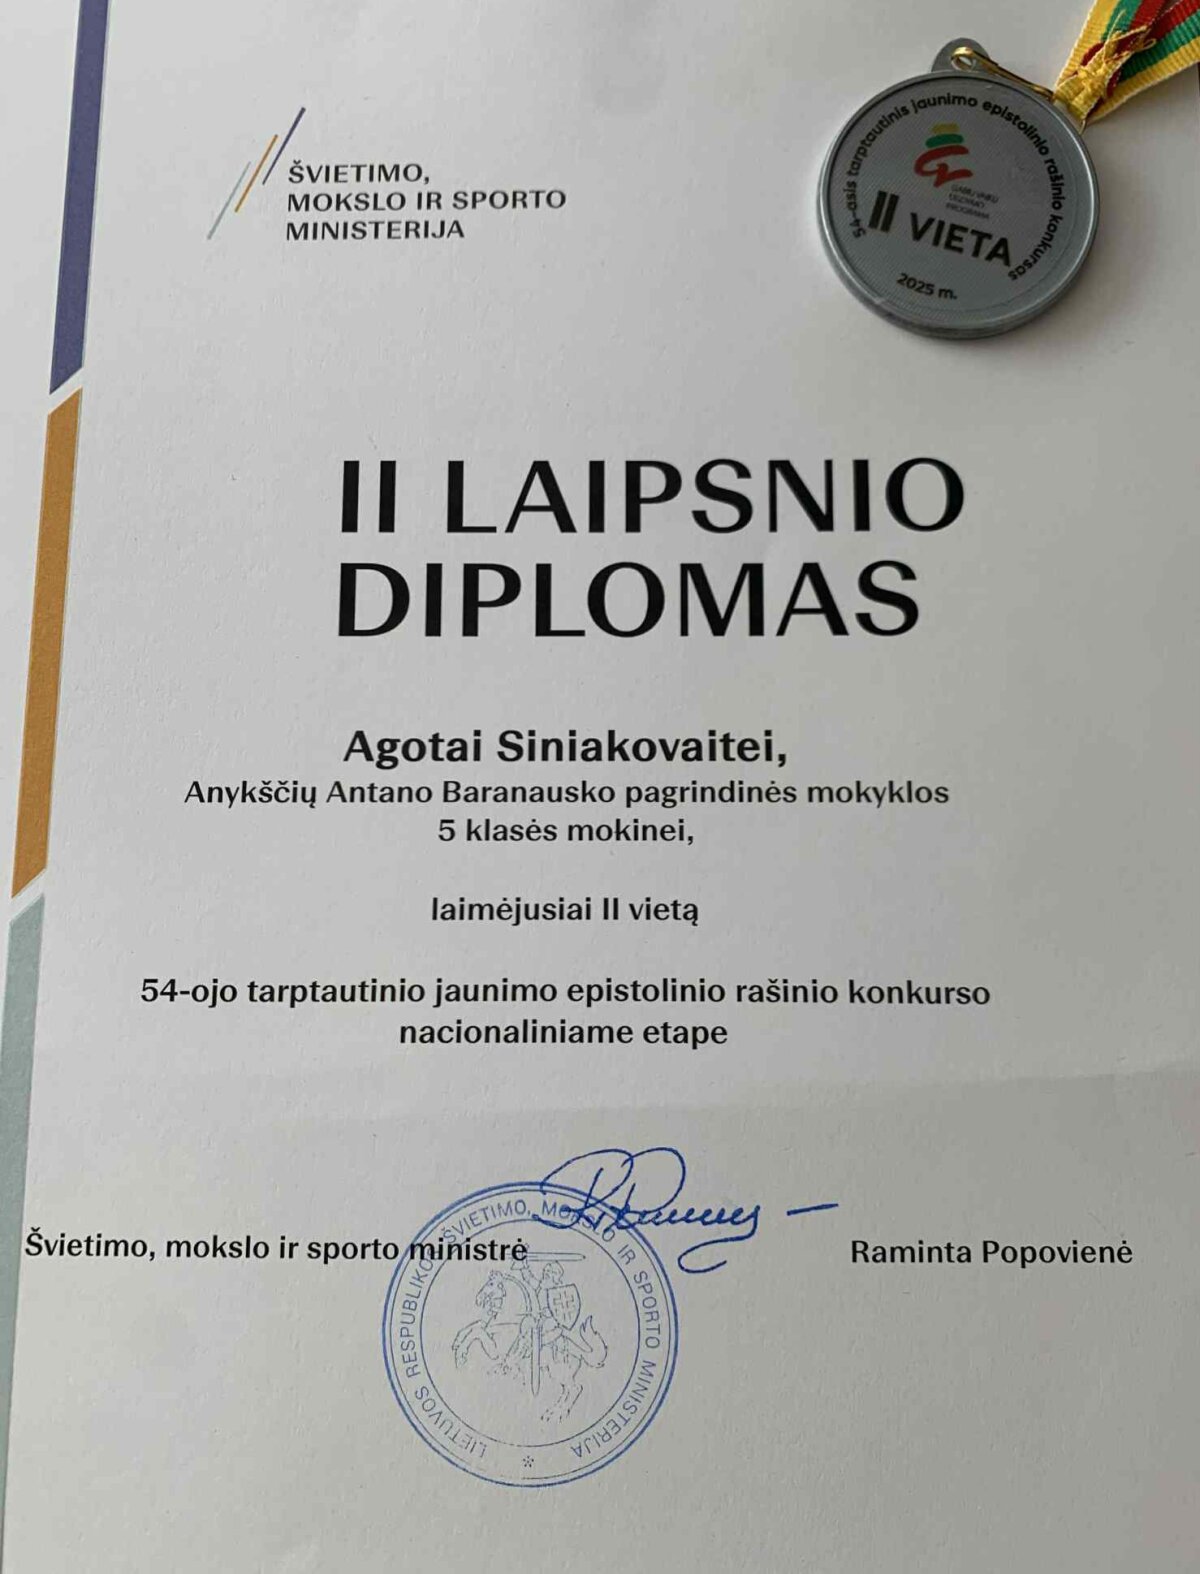 ŠVIETIMO,
MOKSLO IR SPORTO
MINISTERIJA
54-asis tarptautinis jaunimo epistolinio rašinio konkursas
II VIETA
2025 m.
II LAIPSNIO
DIPLOMAS
Agotai Siniakovaitei,
Anykščių Antano Baranausko pagrindinės mokyklos
5 klasės mokinei,
laimėjusiai II vietą
54-ojo tarptautinio jaunimo epistolinio rašinio konkurso
nacionaliniame etape
Švietimo, mokslo ir sporto ministrė
Raminta Popovienė
LIETUVOS RESPUBLIKOS ŠVIETIMO, MOKSLO IR SPORTO MINISTERIJA *